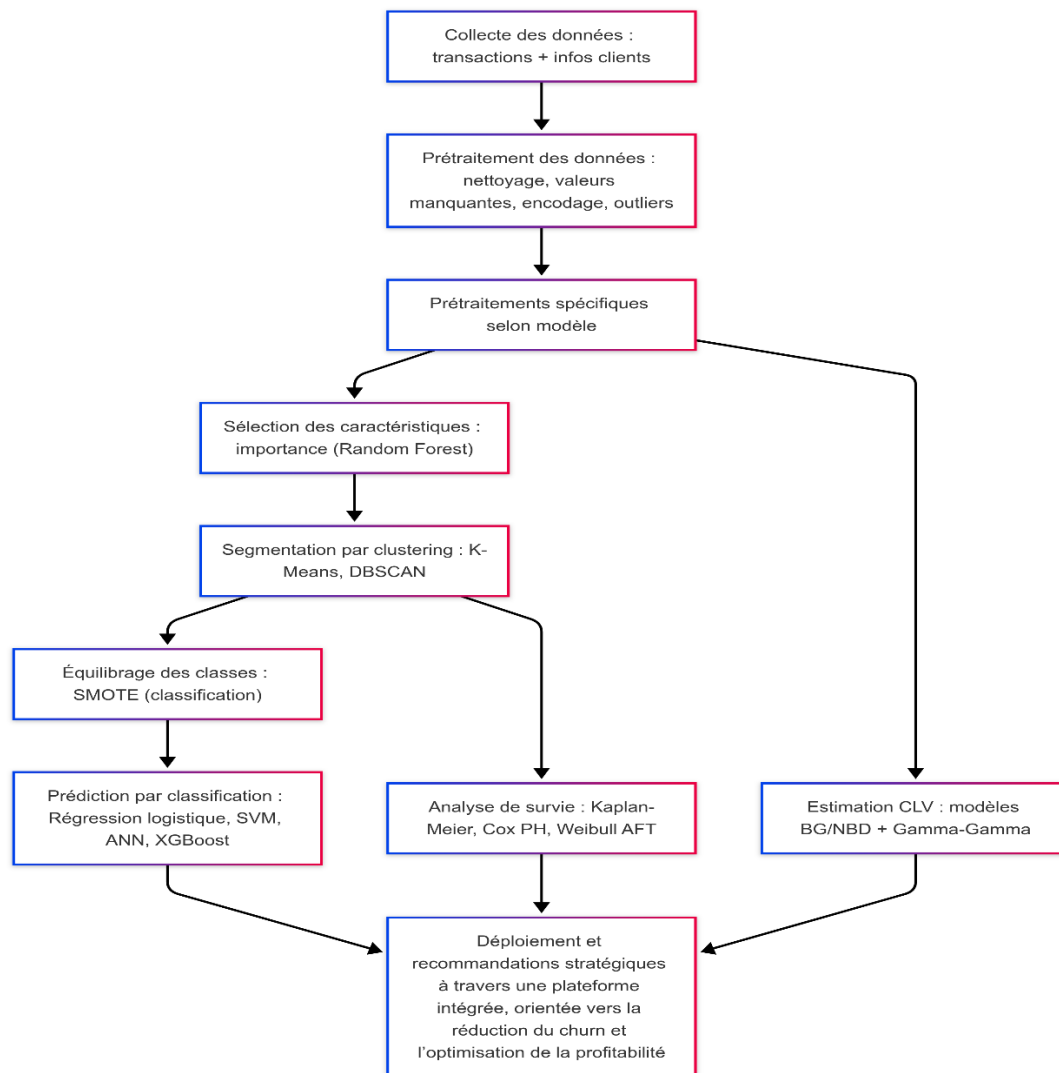 Collecte des données :
transactions + infos clients
Prétraitement des données :
nettoyage, valeurs
manquantes, encodage, outliers
Prétraitements spécifiques
selon modèle
Sélection des caractéristiques :
importance (Random Forest)
Segmentation par clustering : K-
Means, DBSCAN
Équilibrage des classes :
SMOTE (classification)
Prédiction par classification :
Régression logistique, SVM,
ANN, XGBoost
Analyse de survie : Kaplan-
Meier, Cox PH, Weibull AFT
Estimation CLV : modèles
BG/NBD + Gamma-Gamma
Déploiement et
recommandations stratégiques
à travers une plateforme
intégrée, orientée vers la
réduction du churn et
l’optimisation de la profitabilité